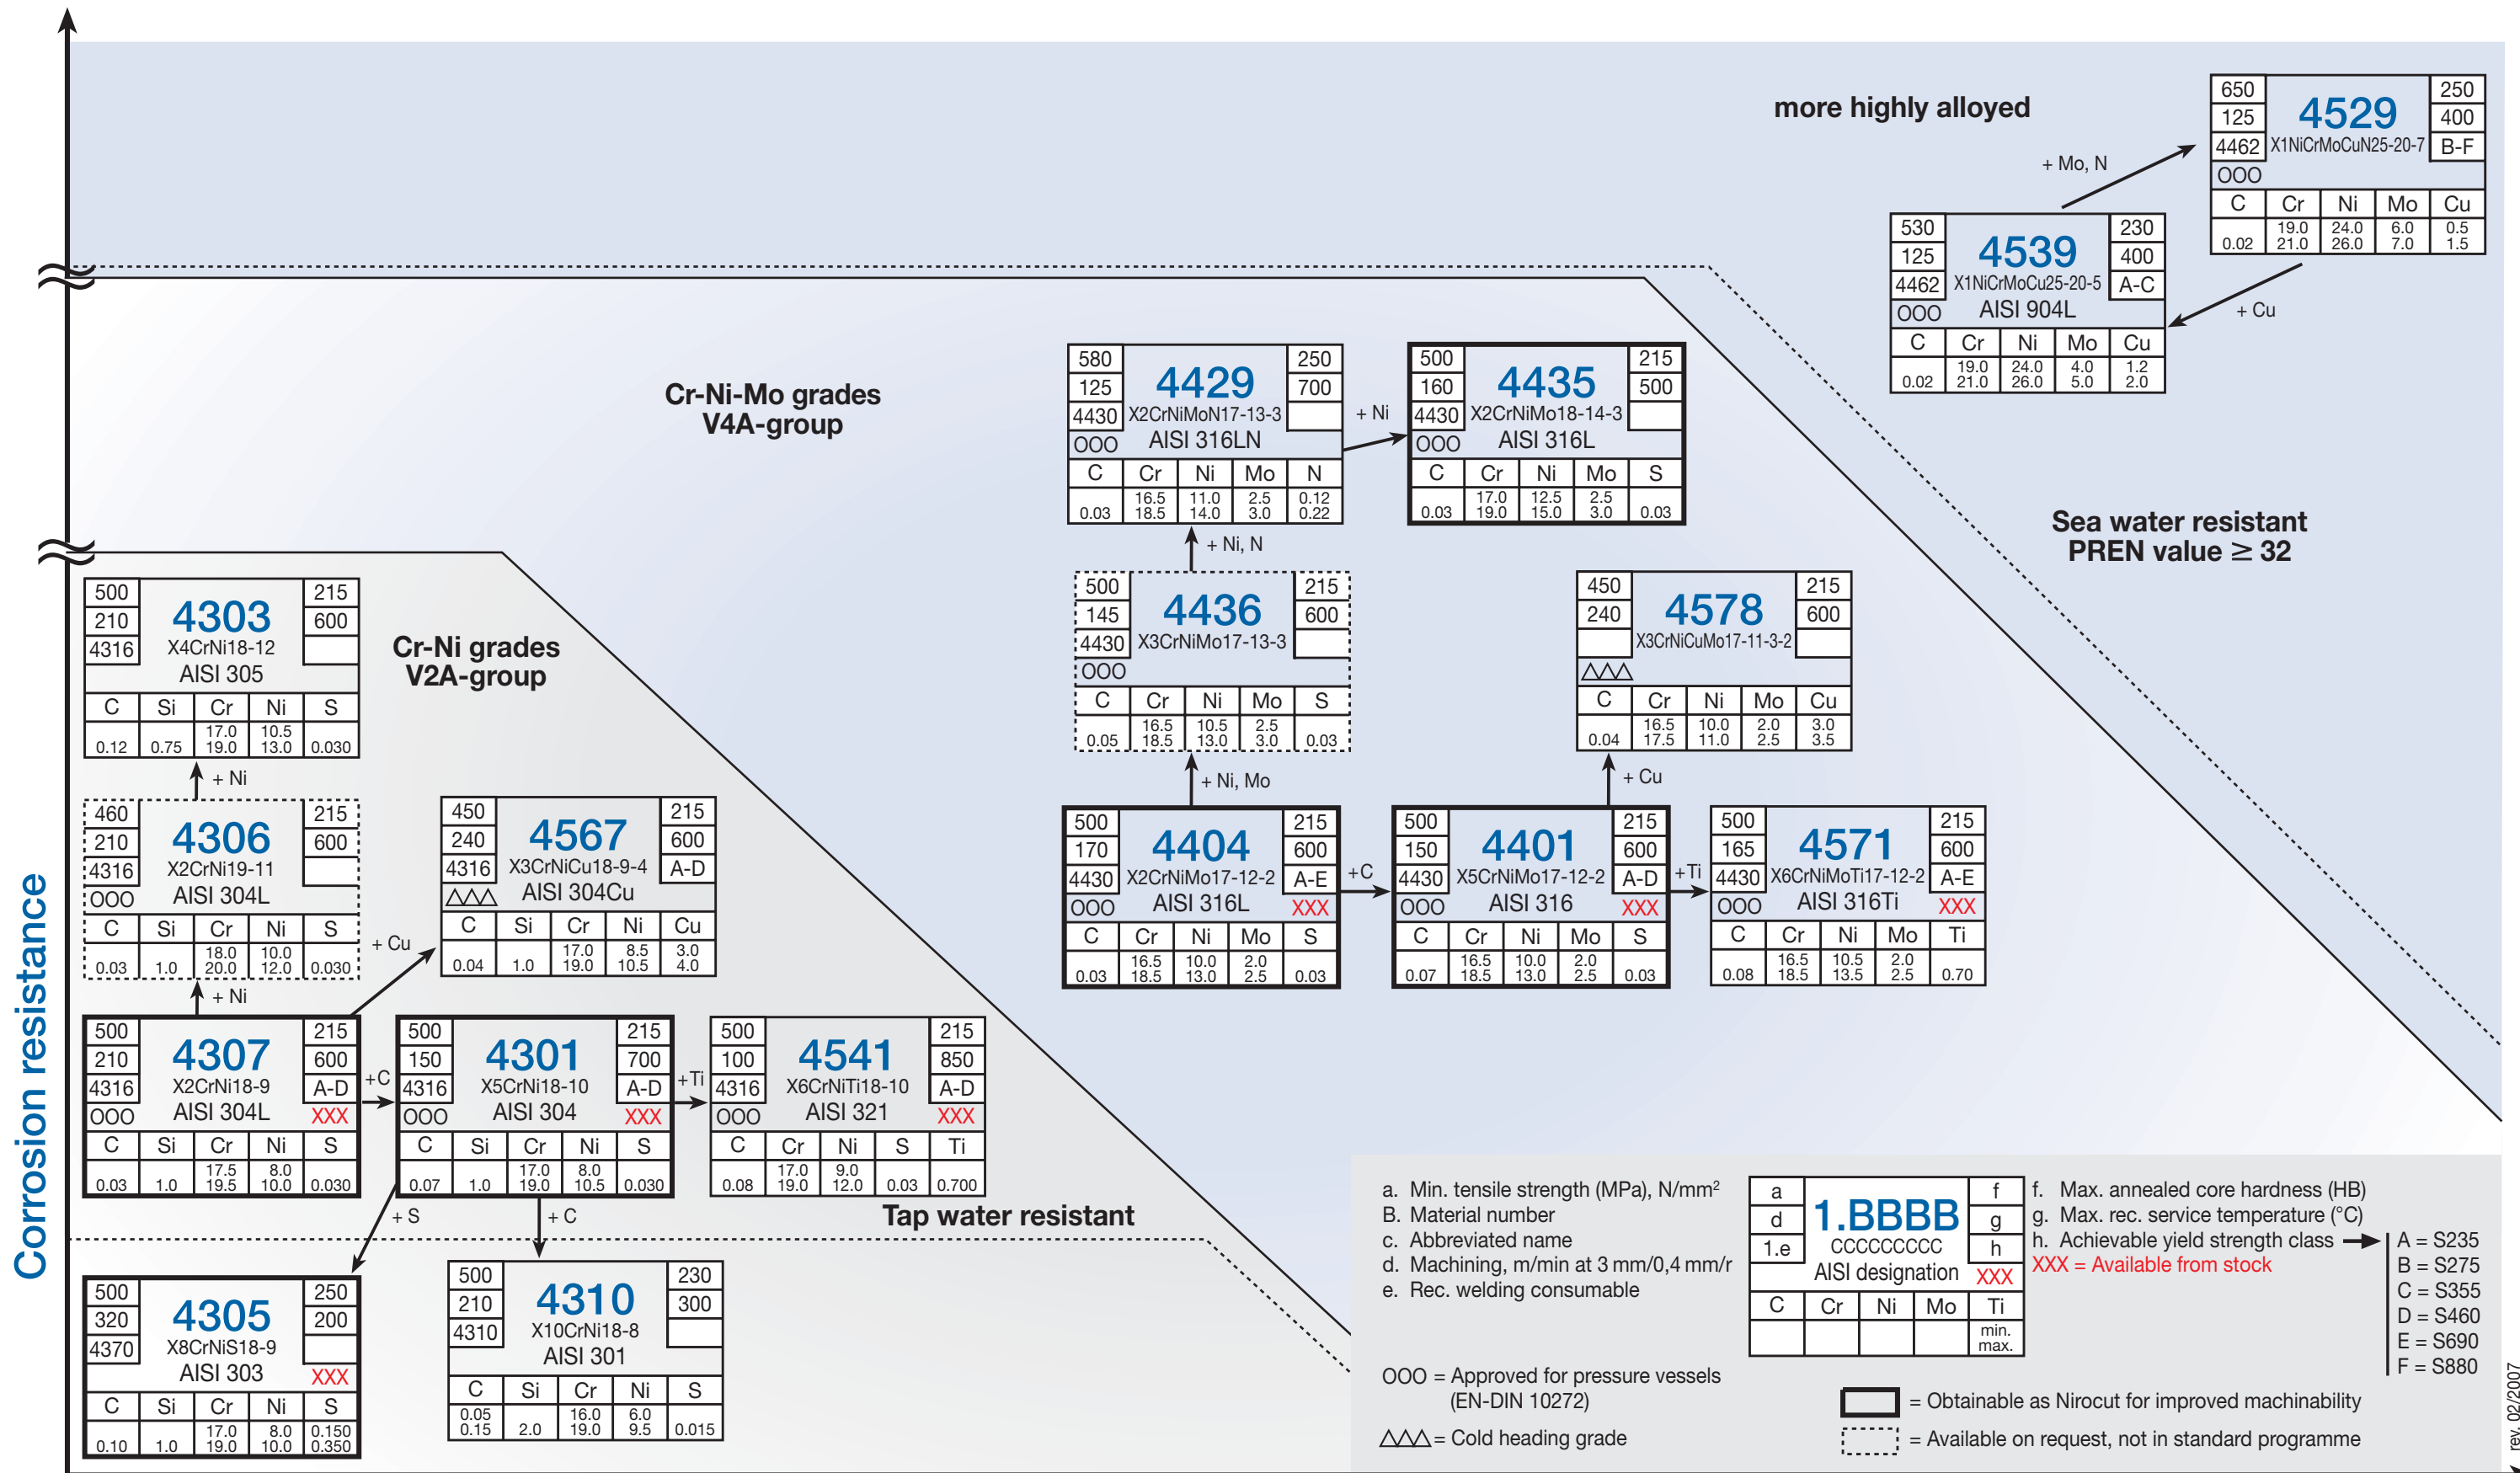 more highly alloyed
650
125
4462
OOO
4529
X1NiCrMoCuN25-20-7
250
400
B-F
C Cr Ni Mo Cu
19.0 24.0 6.0 0.5
0.02 21.0 26.0 7.0 1.5
+ Mo, N
+ Cu
530
125
4462
OOO
4539
X1NiCrMoCu25-20-5
AISI 904L
230
400
A-C
C Cr Ni Mo Cu
19.0 24.0 4.0 1.2
0.02 21.0 26.0 5.0 2.0
Sea water resistant
PREN value ≥ 32
Cr-Ni-Mo grades
V4A-group
580
125
4430
OOO
4429
X2CrNiMoN17-13-3
AISI 316LN
250
700
C Cr Ni Mo N
16.5 11.0 2.5 0.12
0.03 18.5 14.0 3.0 0.22
+ Ni
500
160
4430
OOO
4435
X2CrNiMo18-14-3
AISI 316L
215
500
C Cr Ni Mo S
17.0 12.5 2.5
0.03 19.0 15.0 3.0 0.03
+ Ni, N
500
145
4430
OOO
4436
X3CrNiMo17-13-3
215
600
C Cr Ni Mo S
16.5 10.5 2.5
0.05 18.5 13.0 3.0 0.03
+ Ni, Mo
450
240
△△△
4578
X3CrNiCuMo17-11-3-2
215
600
C Cr Ni Mo Cu
16.5 10.0 2.0 3.0
0.04 17.5 11.0 2.5 3.5
+ Cu
500
170
4430
OOO
4404
X2CrNiMo17-12-2
AISI 316L
215
600
A-E
XXX
C Cr Ni Mo S
16.5 10.0 2.0
0.03 18.5 13.0 2.5 0.03
+C
500
150
4430
OOO
4401
X5CrNiMo17-12-2
AISI 316
215
600
A-D
XXX
C Cr Ni Mo S
16.5 10.0 2.0
0.07 18.5 13.0 2.5 0.03
+Ti
500
165
4430
OOO
4571
X6CrNiMoTi17-12-2
AISI 316Ti
215
600
A-E
XXX
C Cr Ni Mo Ti
16.5 10.5 2.0
0.08 18.5 13.5 2.5 0.70
Cr-Ni grades
V2A-group
500
210
4316
4303
X4CrNi18-12
AISI 305
215
600
C Si Cr Ni S
17.0 10.5
0.12 0.75 19.0 13.0 0.030
+ Ni
460
210
4316
OOO
4306
X2CrNi19-11
AISI 304L
215
600
C Si Cr Ni S
18.0 10.0
0.03 1.0 20.0 12.0 0.030
+ Ni
+ Cu
450
240
4316
△△△
4567
X3CrNiCu18-9-4
AISI 304Cu
215
600
A-D
C Si Cr Ni Cu
17.0 8.5 3.0
0.04 1.0 19.0 10.5 4.0
500
210
4316
OOO
4307
X2CrNi18-9
AISI 304L
215
600
A-D
XXX
C Si Cr Ni S
17.5 8.0
0.03 1.0 19.5 10.0 0.030
+C
500
150
4316
OOO
4301
X5CrNi18-10
AISI 304
215
700
A-D
XXX
C Si Cr Ni S
17.0 8.0
0.07 1.0 19.0 10.5 0.030
+Ti
500
100
4316
OOO
4541
X6CrNiTi18-10
AISI 321
215
850
A-D
XXX
C Cr Ni S Ti
17.0 9.0
0.08 19.0 12.0 0.03 0.700
+ S
+ C
Tap water resistant
500
320
4370
4305
X8CrNiS18-9
AISI 303
250
200
XXX
C Si Cr Ni S
17.0 8.0 0.150
0.10 1.0 19.0 10.0 0.350
500
210
4310
4310
X10CrNi18-8
AISI 301
230
300
C Si Cr Ni S
0.05 16.0 6.0
0.15 2.0 19.0 9.5 0.015
Corrosion resistance
a. Min. tensile strength (MPa), N/mm²
B. Material number
c. Abbreviated name
d. Machining, m/min at 3 mm/0,4 mm/r
e. Rec. welding consumable
OOO = Approved for pressure vessels
(EN-DIN 10272)
△△△ = Cold heading grade
a
d
1.e
1.BBBB
CCCCCCCCC
AISI designation
f
g
h
XXX
C Cr Ni Mo Ti
min.
max.
f. Max. annealed core hardness (HB)
g. Max. rec. service temperature (°C)
h. Achievable yield strength class
XXX = Available from stock
A = S235
B = S275
C = S355
D = S460
E = S690
F = S880
= Obtainable as Nirocut for improved machinability
= Available on request, not in standard programme
rev. 02/2007